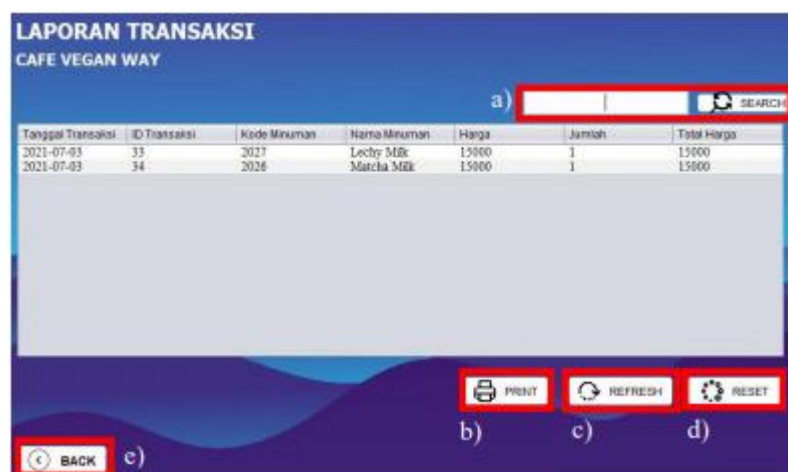 LAPORAN TRANSAKSI
CAFE VEGAN WAY
a) SEARCH
Tanggal Transaksi ID Transaksi Kode Minuman Nama Minuman Harga Jumlah Total Harga
2021-07-03 33 2027 Lechy Milk 15000 1 15000
2021-07-03 34 2026 Matcha Milk 15000 1 15000
PRINT REFRESH RESET
b) c) d)
BACK e)